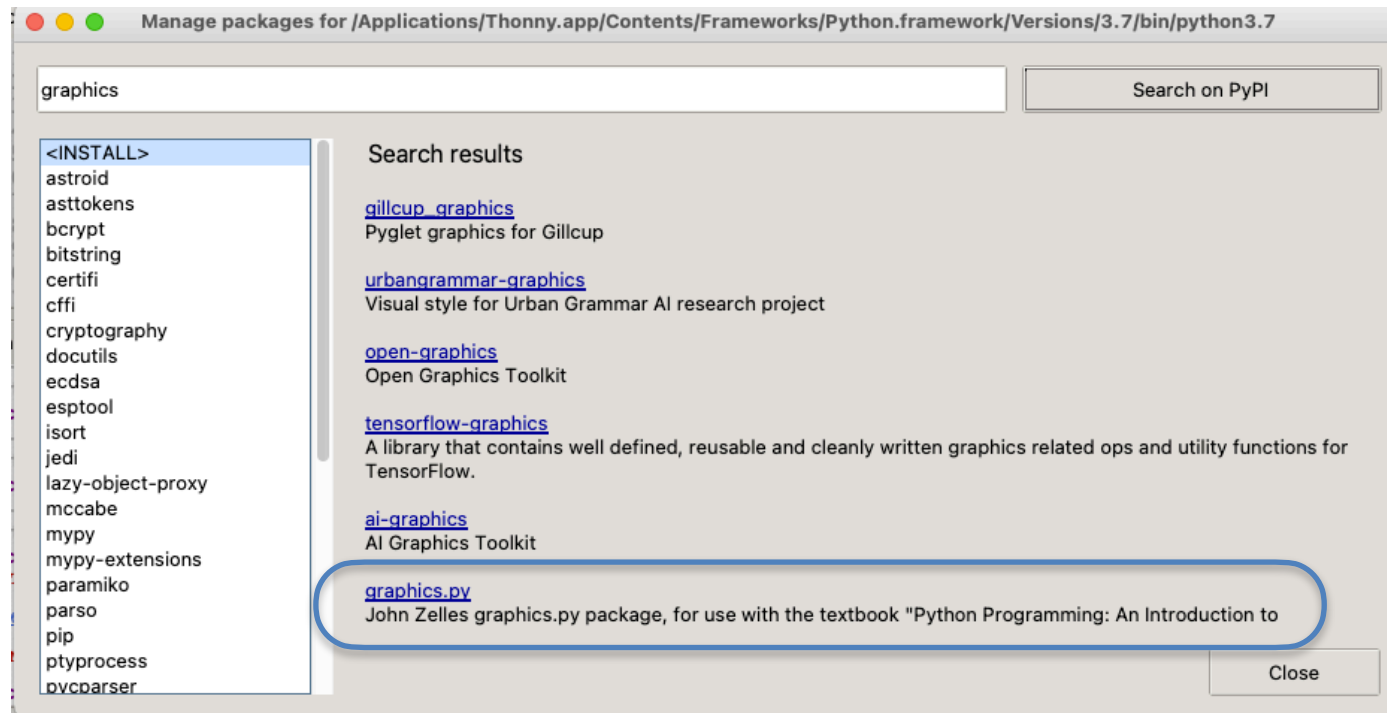 Manage packages for /Applications/Thonny.app/Contents/Frameworks/Python.framework/Versions/3.7/bin/python3.7
graphics
Search on PyPI
<INSTALL>
astroid
asttokens
bcrypt
bitstring
certifi
cffi
cryptography
docutils
ecdsa
esptool
isort
jedi
lazy-object-proxy
mccabe
mypy
mypy-extensions
paramiko
parso
pip
ptyprocess
pycparser
Search results
gillcup_graphics
Pyglet graphics for Gillcup
urbangrammar-graphics
Visual style for Urban Grammar AI research project
open-graphics
Open Graphics Toolkit
tensorflow-graphics
A library that contains well defined, reusable and cleanly written graphics related ops and utility functions for
TensorFlow.
ai-graphics
AI Graphics Toolkit
graphics.py
John Zelles graphics.py package, for use with the textbook "Python Programming: An Introduction to
Close